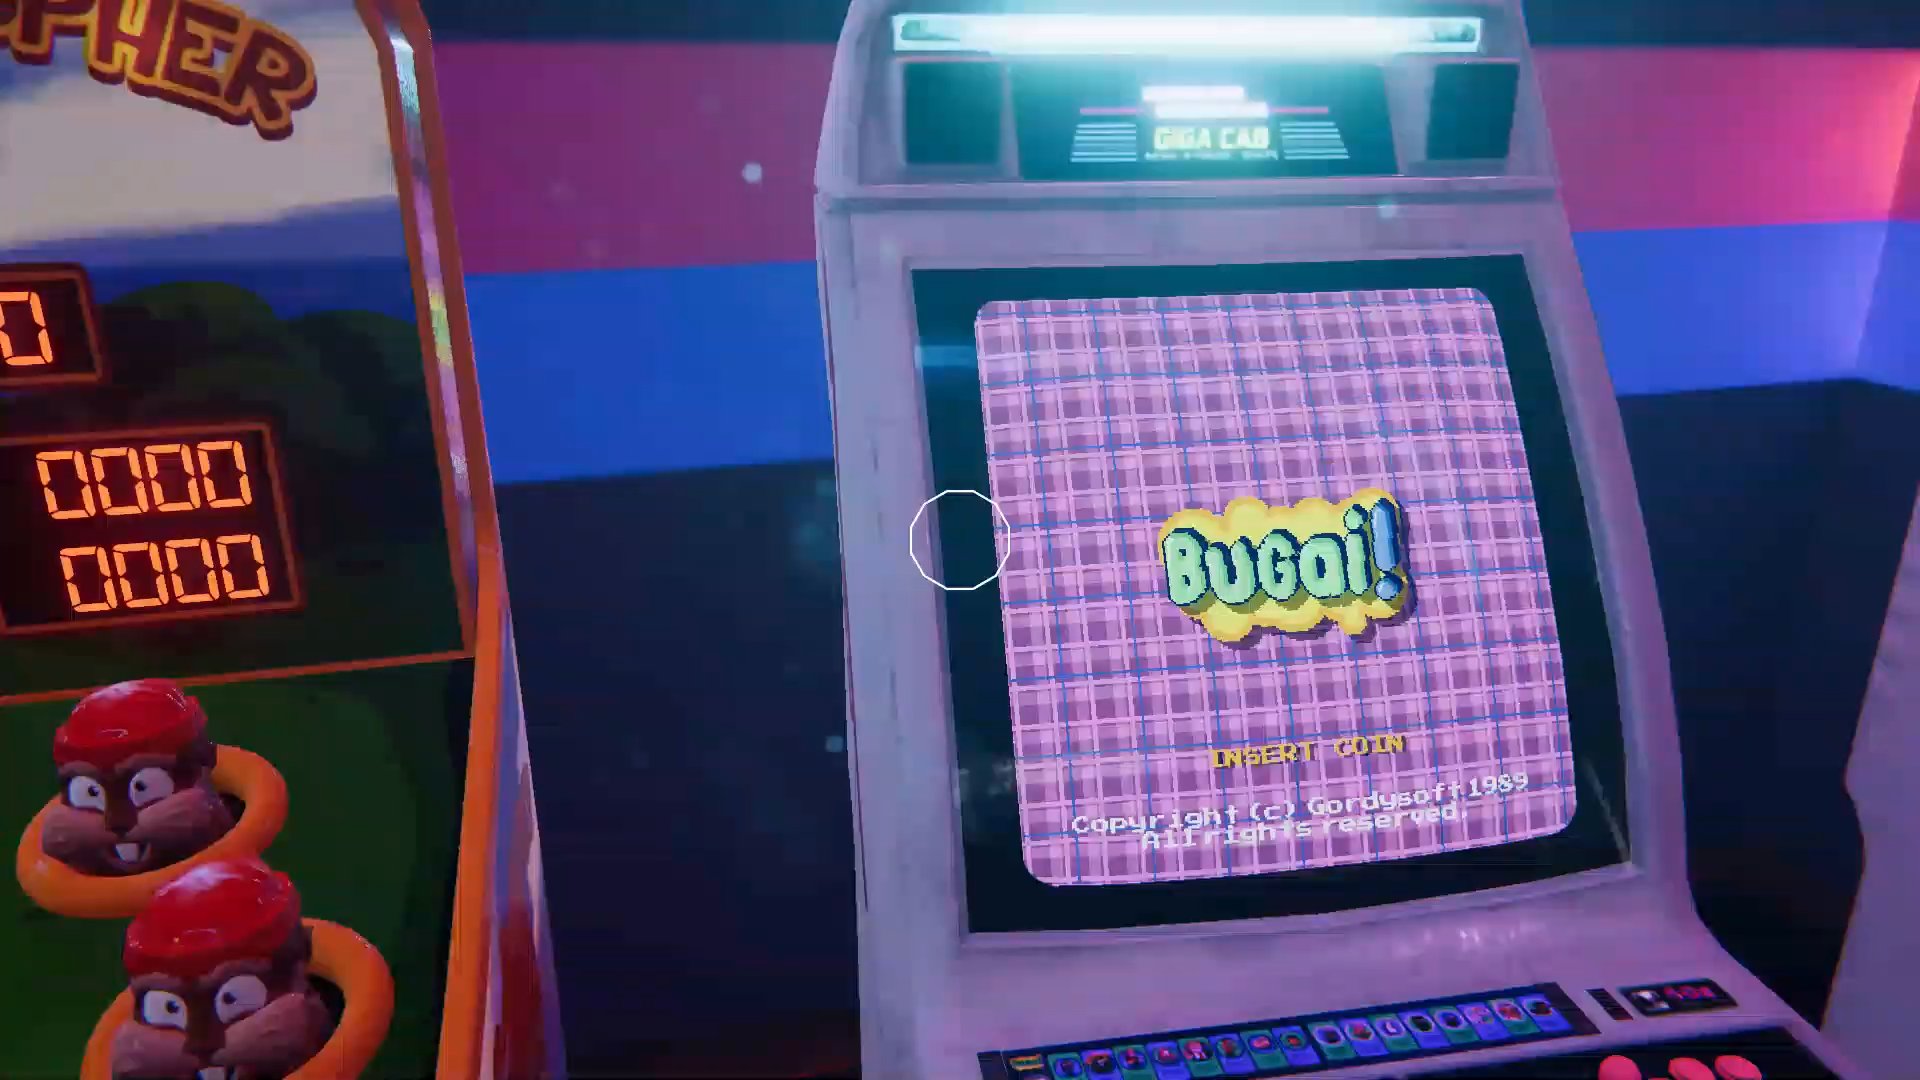 PHER
0
0000
0000
GIGA CAB
BuGai!
INSERT COIN
Copyright (c) Gordysoft 1989
All rights reserved.